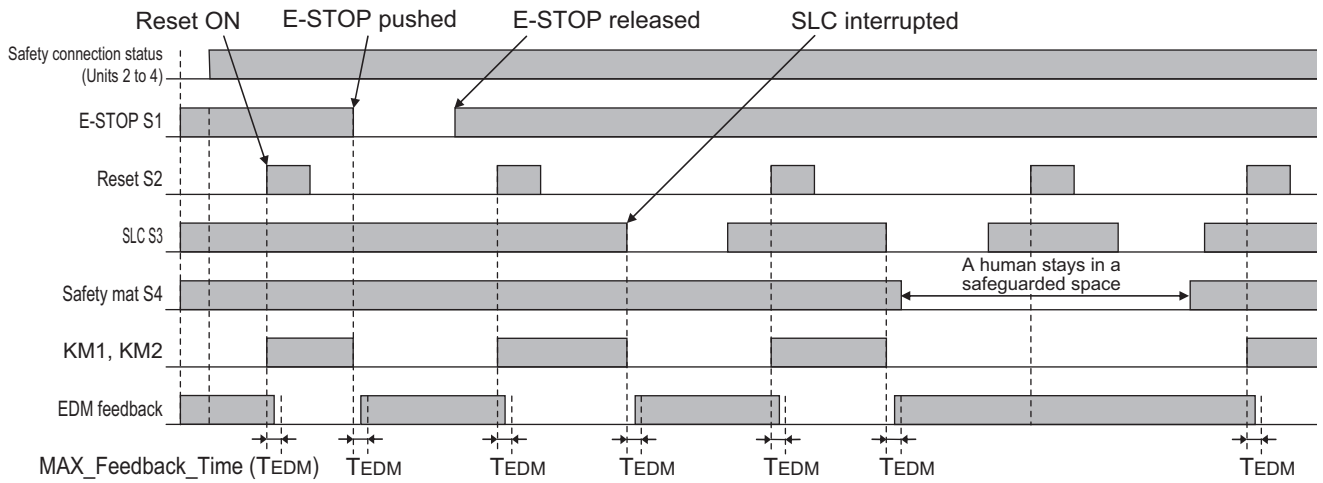 Reset ON
E-STOP pushed
E-STOP released
SLC interrupted
Safety connection status
(Units 2 to 4)
E-STOP S1
Reset S2
SLC S3
A human stays in a
safeguarded space
Safety mat S4
KM1, KM2
EDM feedback
MAX_Feedback_Time (TEDM)
TEDM
TEDM
TEDM
TEDM
TEDM
TEDM